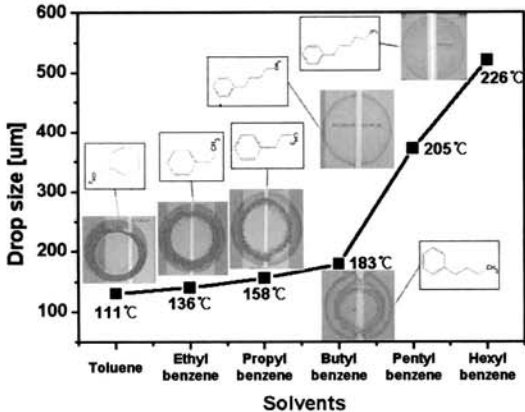 600
500
400
300
200
100
Drop size [um]
111℃
136℃
158℃
183℃
205℃
226℃
Toluene
Ethyl benzene
Propyl benzene
Butyl benzene
Pentyl benzene
Hexyl benzene
Solvents